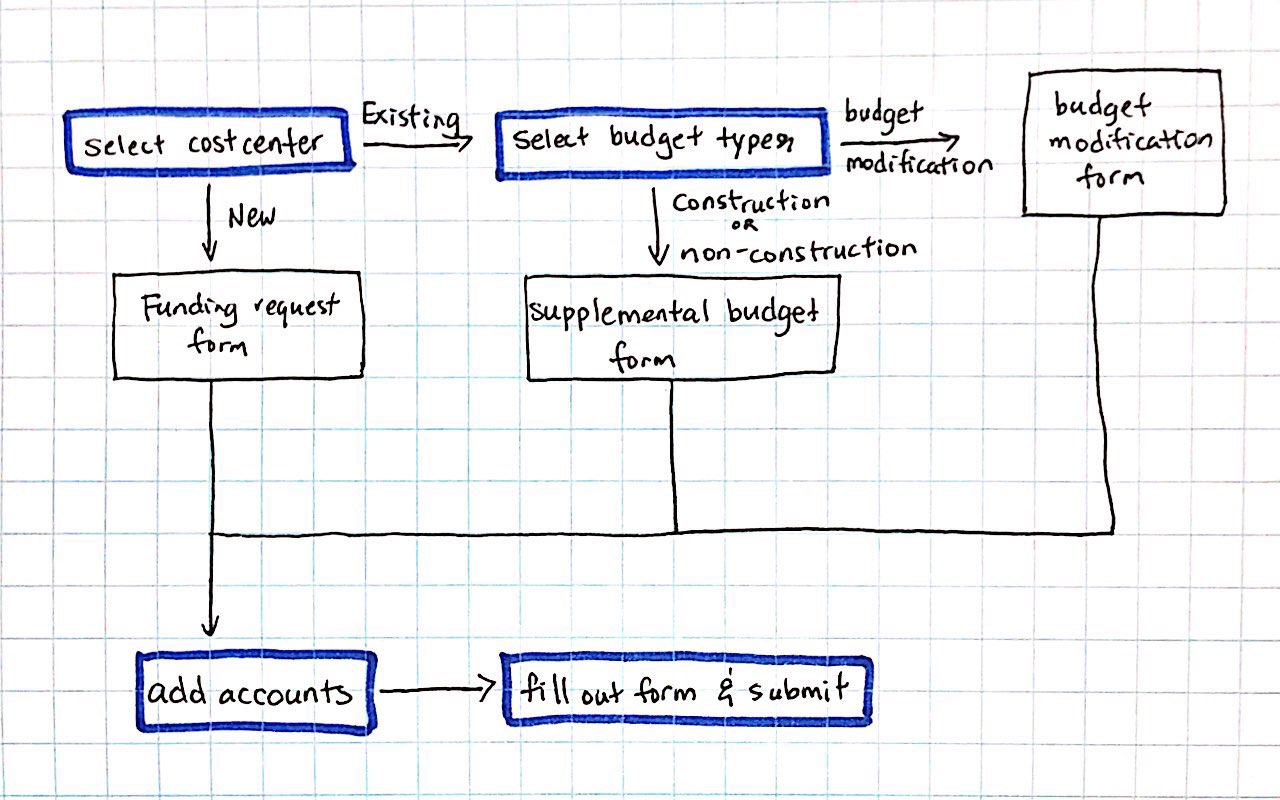 select cost center
Existing
select budget types
budget
modification
budget
modification
form
New
construction
OR
non-construction
Funding request
form
supplemental budget
form
add accounts
fill out form & submit